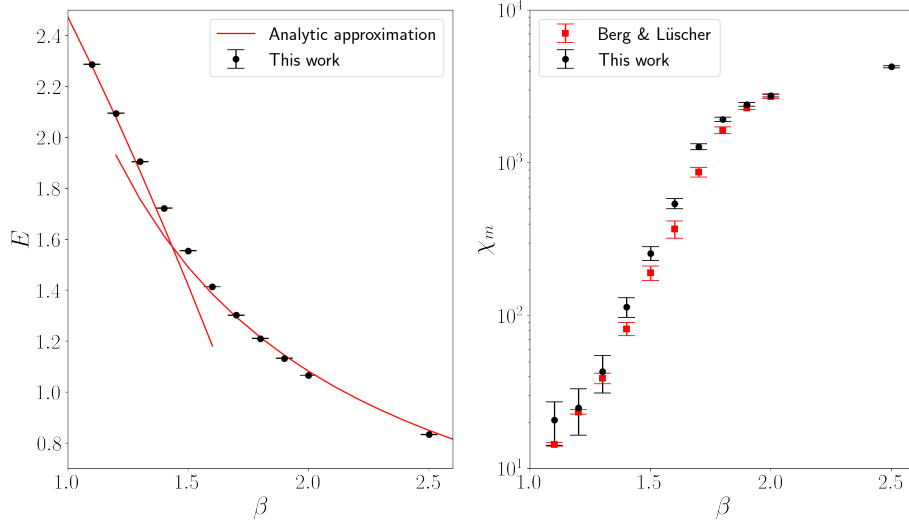 Analytic approximation
This work
E
2.4
2.2
2.0
1.8
1.6
1.4
1.2
1.0
0.8
1.0
1.5
2.0
2.5
β
Berg & Lüscher
This work
χm
10^4
10^3
10^2
10^1
1.0
1.5
2.0
2.5
β